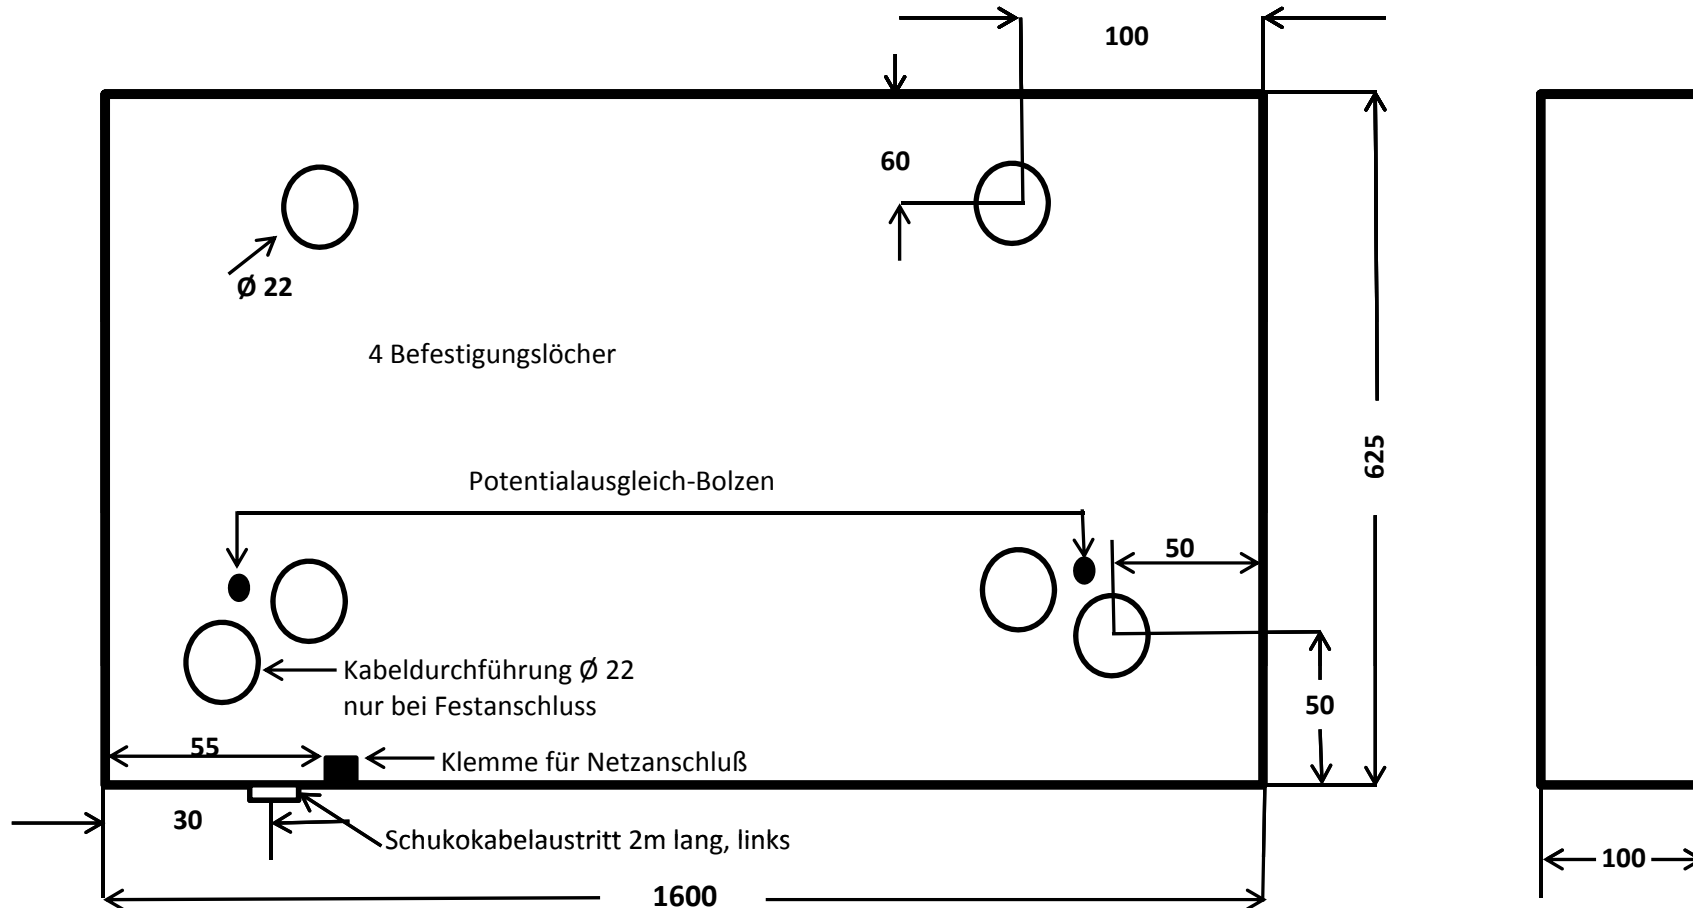 100
60
Ø 22
4 Befestigungslöcher
625
Potentialausgleich-Bolzen
50
Kabeldurchführung Ø 22
nur bei Festanschluss
50
55
Klemme für Netzanschluß
30
Schukokabelaustritt 2m lang, links
100
1600